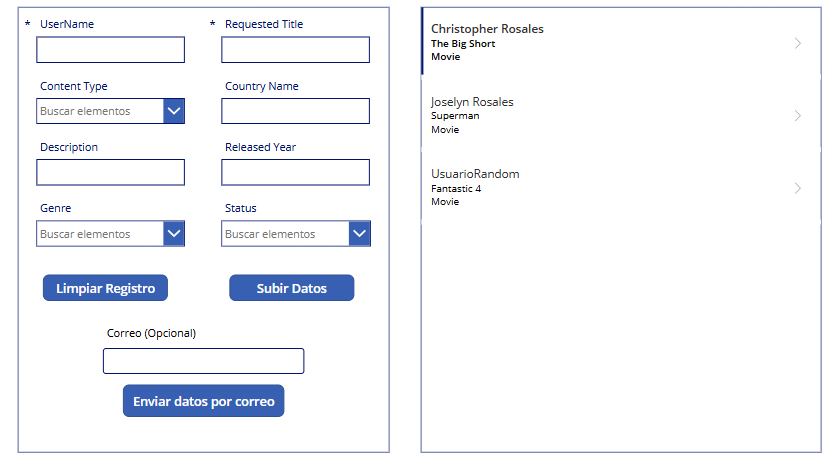 * UserName
* Requested Title
Content Type
Country Name
Buscar elementos
Description
Released Year
Genre
Status
Buscar elementos
Buscar elementos
Limpiar Registro
Subir Datos
Correo (Opcional)
Enviar datos por correo
Christopher Rosales
The Big Short
Movie
Joselyn Rosales
Superman
Movie
UsuarioRandom
Fantastic 4
Movie